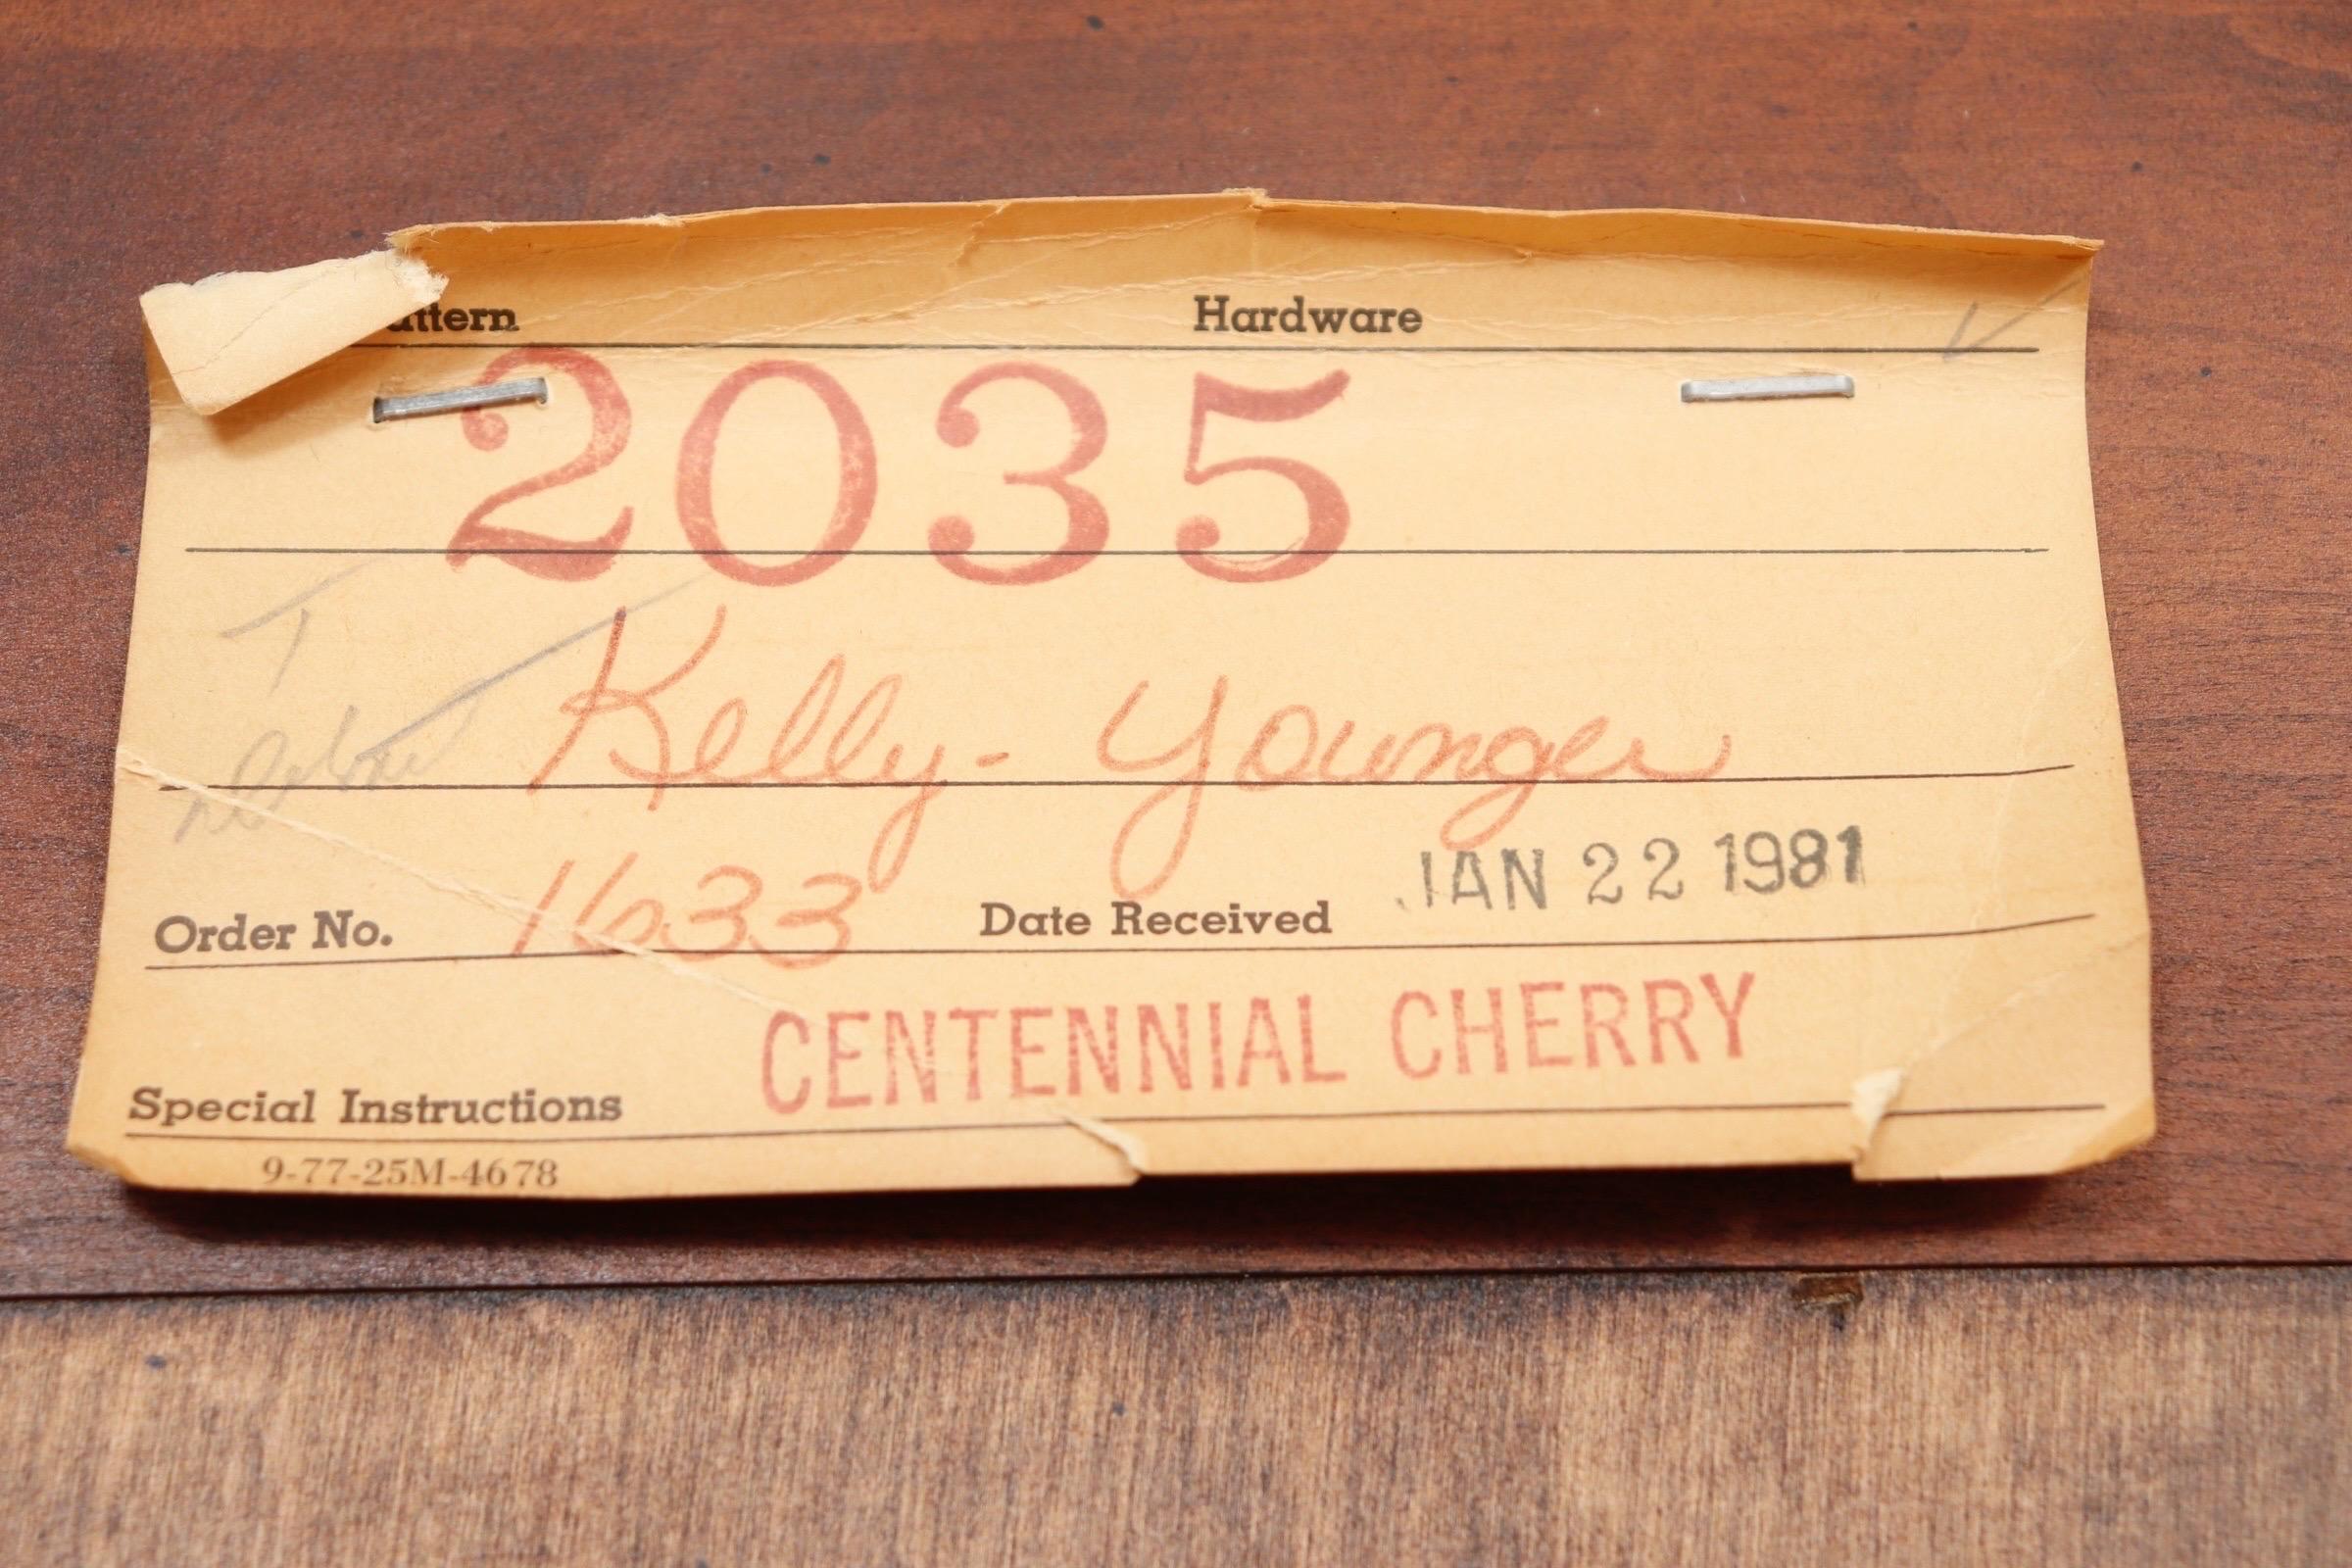 attern Hardware
2035
T
Kelly - Younger
Order No. 1633 Date Received JAN 22 1981
Special Instructions CENTENNIAL CHERRY
9-77-25M-4678